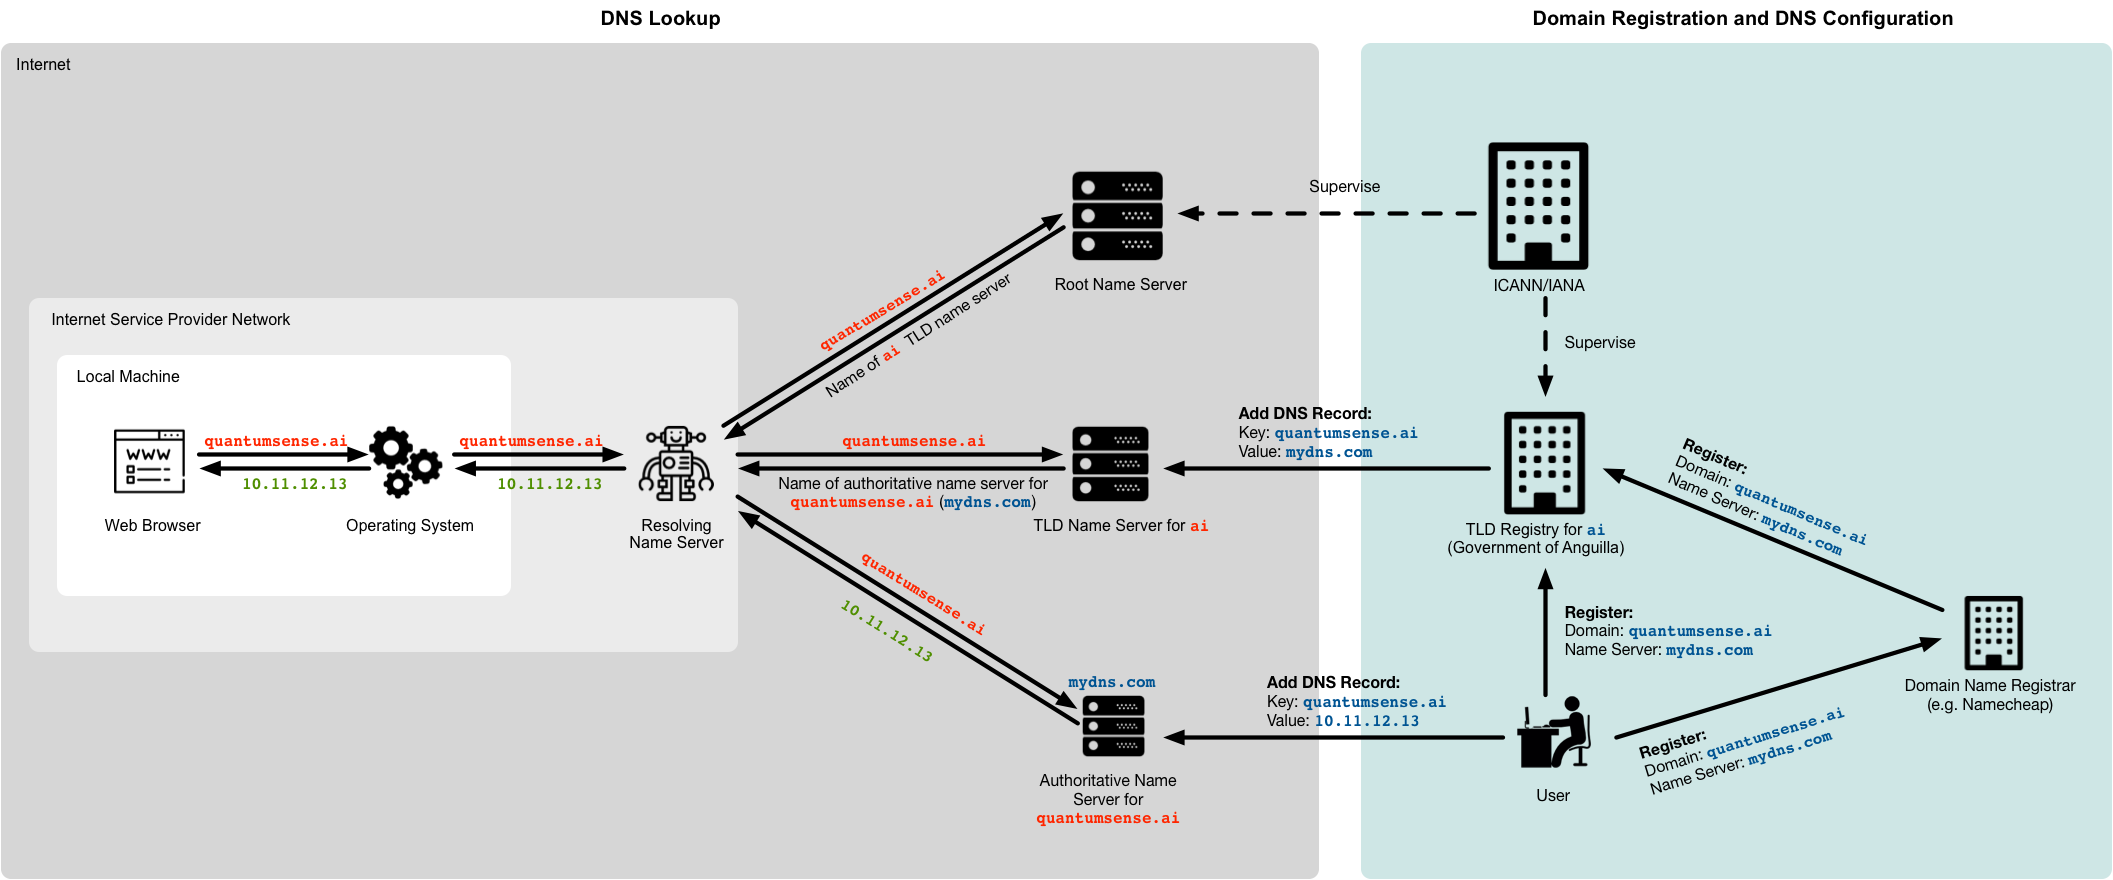 DNS Lookup
Domain Registration and DNS Configuration
Internet
Supervise
Root Name Server
ICANN/IANA
quantumsense.ai
Name of ai TLD name server
Internet Service Provider Network
Supervise
Local Machine
Add DNS Record:
Key: quantumsense.ai
Value: mydns.com
WWW
quantumsense.ai
10.11.12.13
quantumsense.ai
10.11.12.13
quantumsense.ai
Name of authoritative name server for
quantumsense.ai (mydns.com)
Web Browser
Operating System
Resolving
Name Server
TLD Name Server for ai
TLD Registry for ai
(Government of Anguilla)
Register:
Domain: quantumsense.ai
Name Server: mydns.com
quantumsense.ai
10.11.12.13
Register:
Domain: quantumsense.ai
Name Server: mydns.com
mydns.com
Add DNS Record:
Key: quantumsense.ai
Value: 10.11.12.13
Domain Name Registrar
(e.g. Namecheap)
Register:
Domain: quantumsense.ai
Name Server: mydns.com
Authoritative Name
Server for
quantumsense.ai
User